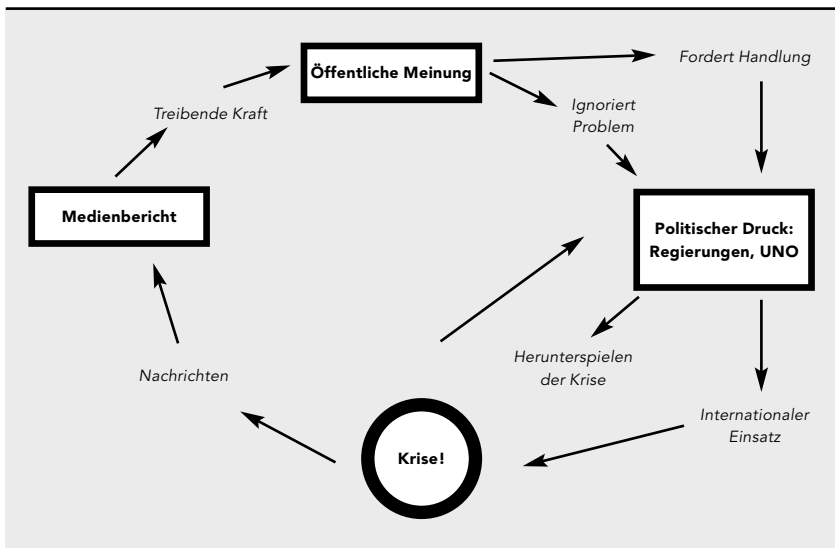 Öffentliche Meinung
Fordert Handlung
Ignoriert
Problem
Treibende Kraft
Medienbericht
Politischer Druck:
Regierungen, UNO
Herunterspielen
der Krise
Nachrichten
Internationaler
Einsatz
Krise!